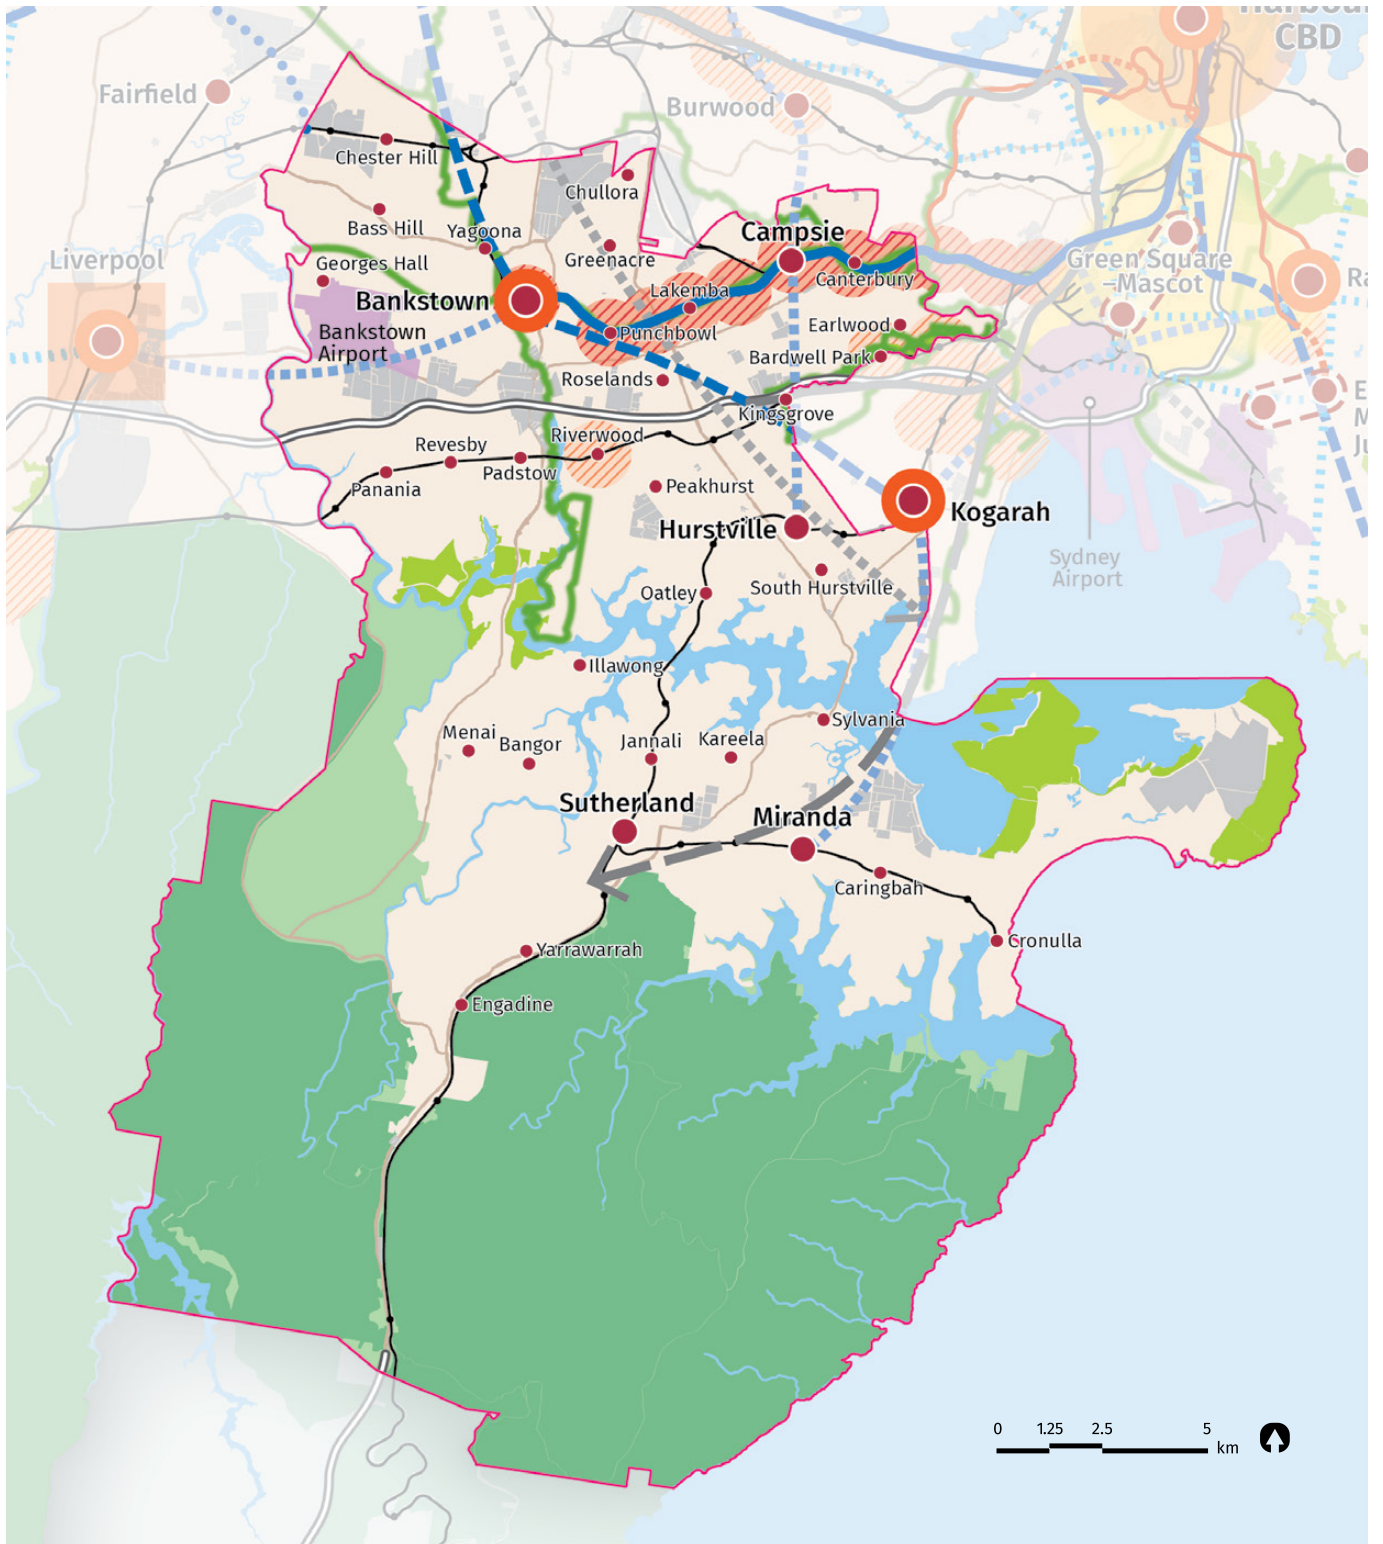 Harbour
CBD
Fairfield
Burwood
Chester Hill
Chullora
Bass Hill
Yagoona
Campsie
Greenacre
Liverpool
Georges Hall
Green Square
–Mascot
Canterbury
Lakemba
Bankstown
Ra
Bankstown
Airport
Punchbowl
Earlwood
Bardwell Park
Roselands
E
M
Ju
Kingsgrove
Riverwood
Revesby
Padstow
Panania
Peakhurst
Kogarah
Hurstville
Sydney
Airport
South Hurstville
Oatley
Illawong
Sylvania
Menai
Bangor
Jannali
Kareela
Sutherland
Miranda
Caringbah
Cronulla
Yarrawarrah
Engadine
0 1.25 2.5 5
km